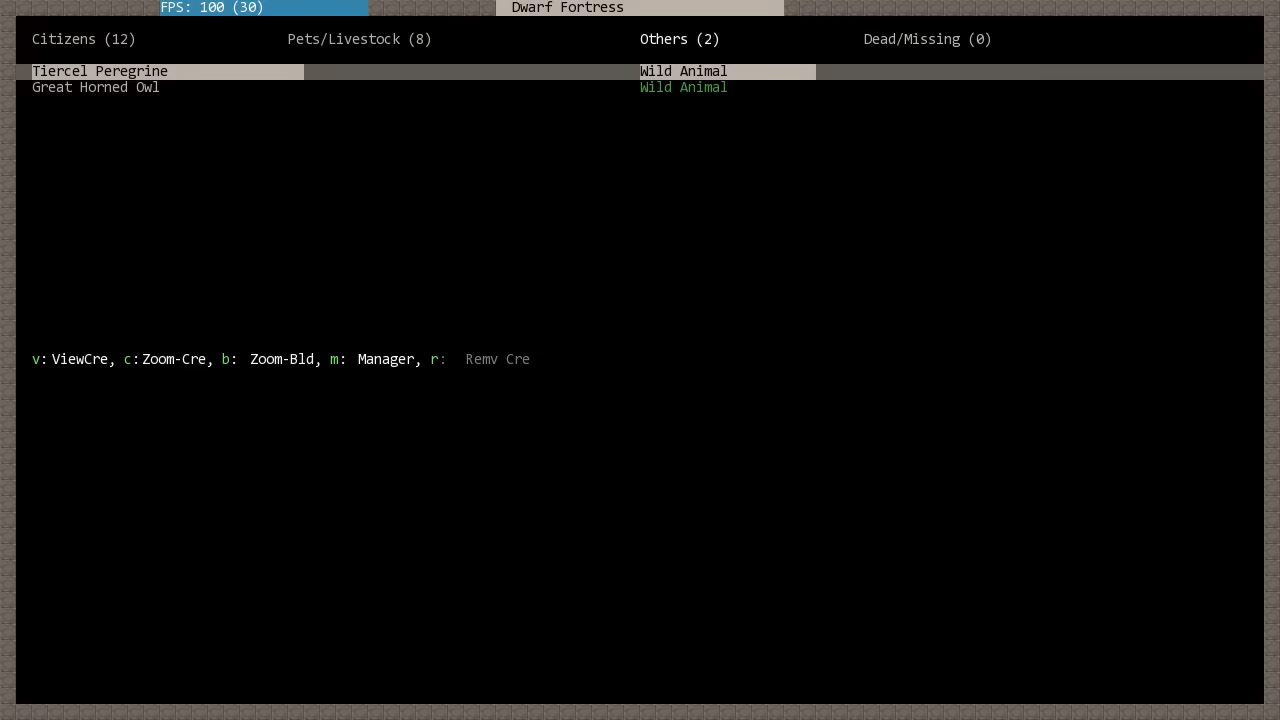 FPS: 100 (30) Dwarf Fortress
Citizens (12) Pets/Livestock (8) Others (2) Dead/Missing (0)
Tiercel Peregrine Wild Animal
Great Horned Owl Wild Animal
v: ViewCre, c: Zoom-Cre, b: Zoom-Bld, m: Manager, r: Remv Cre